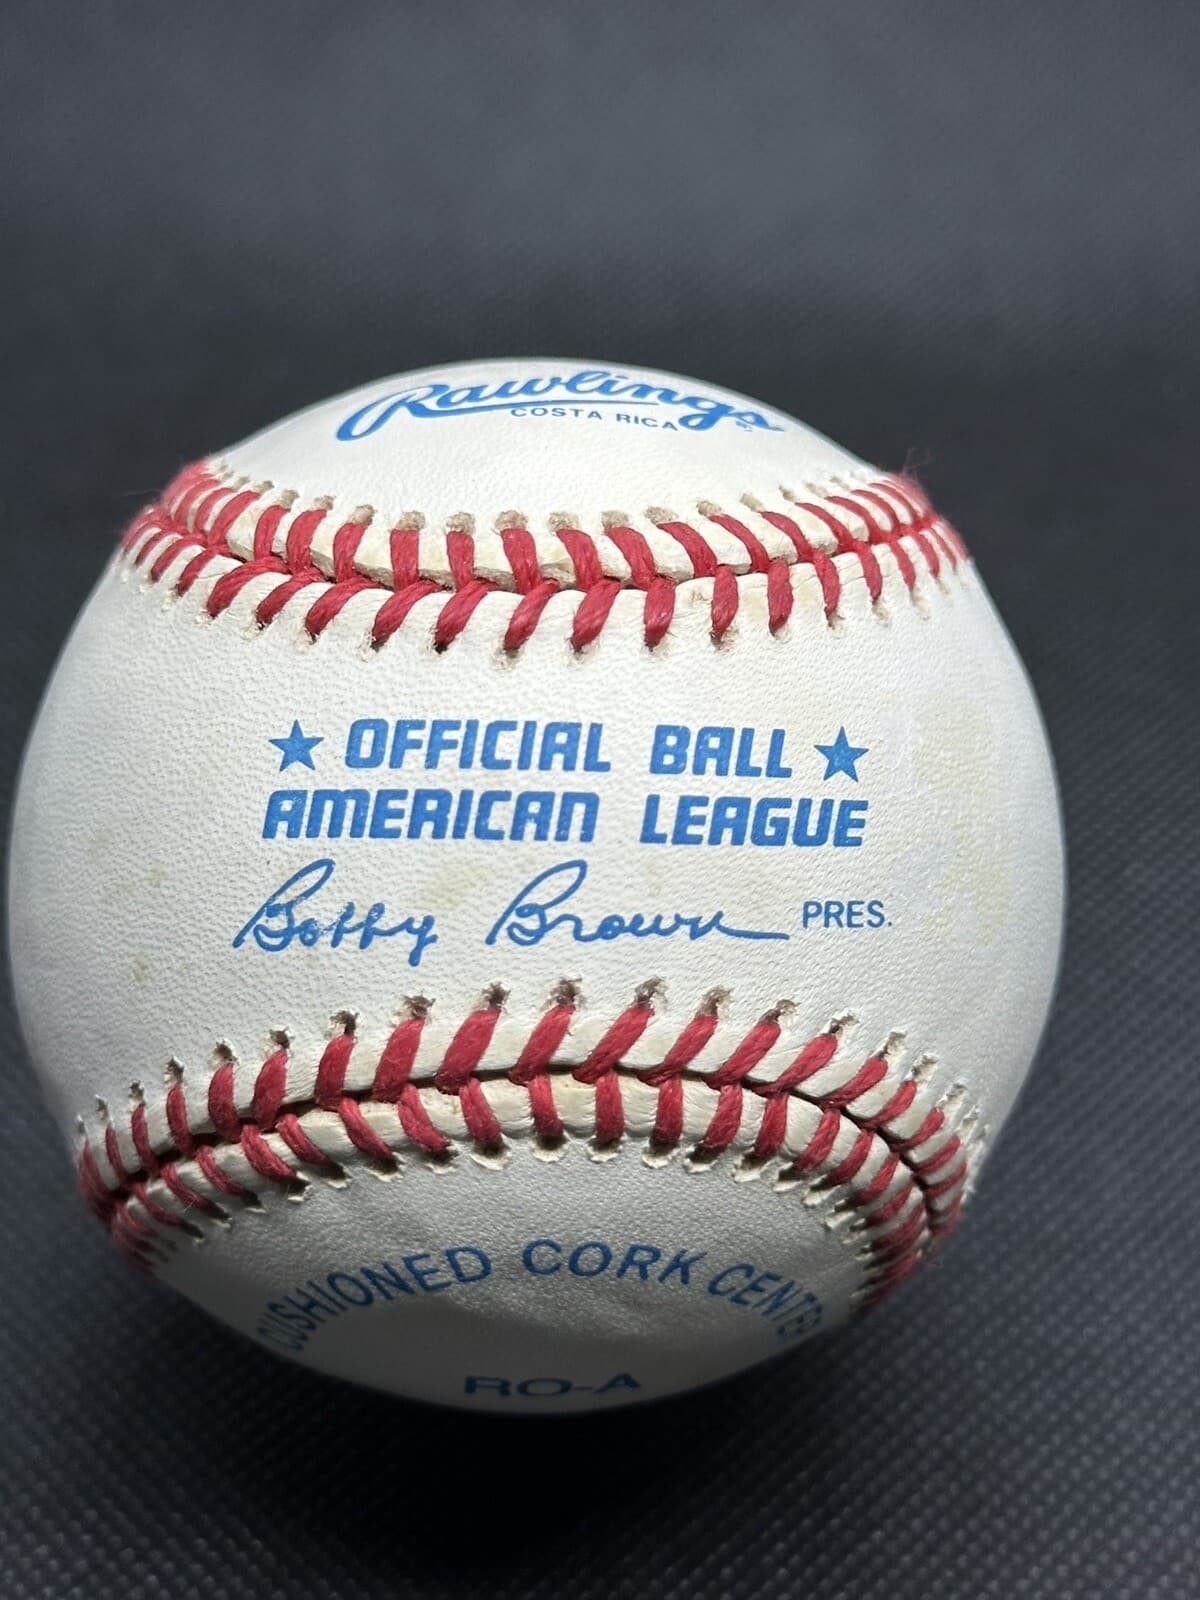 Rawlings
COSTA RICA
★ OFFICIAL BALL ★
AMERICAN LEAGUE
Bobby Brown PRES.
CUSHIONED CORK CENTER
RO-A